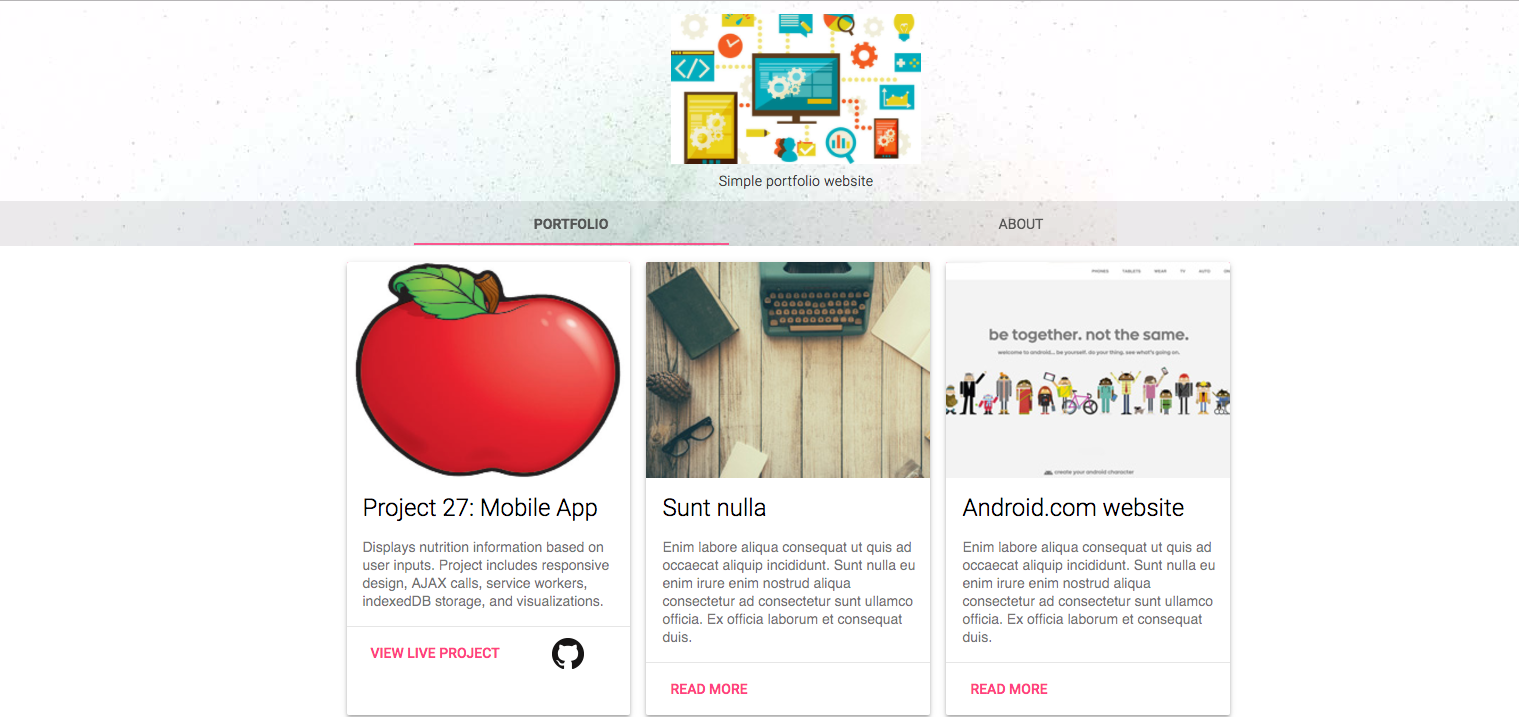 </>
Simple portfolio website
PORTFOLIO
ABOUT
PHONES TABLETS WEAR TV AUTO ON
be together. not the same.
welcome to android... be yourself. do your thing. see what's going on.
create your android character
Project 27: Mobile App
Displays nutrition information based on
user inputs. Project includes responsive
design, AJAX calls, service workers,
indexedDB storage, and visualizations.
VIEW LIVE PROJECT
Sunt nulla
Enim labore aliqua consequat ut quis ad
occaecat aliquip incididunt. Sunt nulla eu
enim irure enim nostrud aliqua
consectetur ad consectetur sunt ullamco
officia. Ex officia laborum et consequat
duis.
READ MORE
Android.com website
Enim labore aliqua consequat ut quis ad
occaecat aliquip incididunt. Sunt nulla eu
enim irure enim nostrud aliqua
consectetur ad consectetur sunt ullamco
officia. Ex officia laborum et consequat
duis.
READ MORE